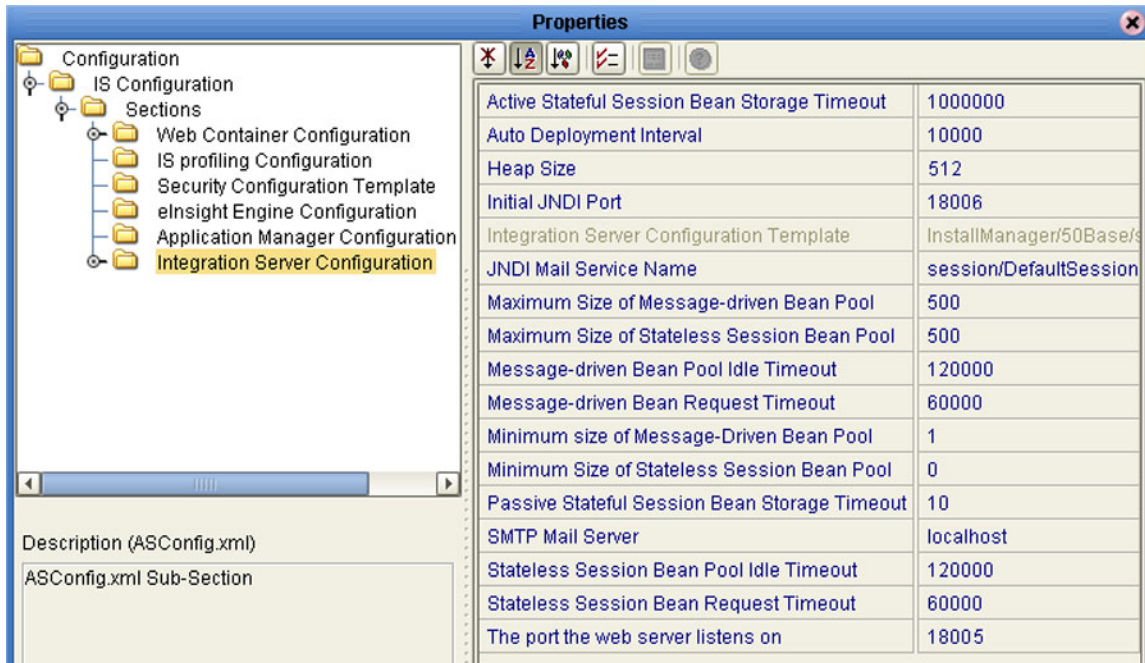 Properties
Configuration
IS Configuration
Sections
Web Container Configuration
IS profiling Configuration
Security Configuration Template
eInsight Engine Configuration
Application Manager Configuration
Integration Server Configuration
Description (ASConfig.xml)
ASConfig.xml Sub-Section
Active Stateful Session Bean Storage Timeout 1000000
Auto Deployment Interval 10000
Heap Size 512
Initial JNDI Port 18006
Integration Server Configuration Template InstallManager/50Base/s
JNDI Mail Service Name session/DefaultSession
Maximum Size of Message-driven Bean Pool 500
Maximum Size of Stateless Session Bean Pool 500
Message-driven Bean Pool Idle Timeout 120000
Message-driven Bean Request Timeout 60000
Minimum size of Message-Driven Bean Pool 1
Minimum Size of Stateless Session Bean Pool 0
Passive Stateful Session Bean Storage Timeout 10
SMTP Mail Server localhost
Stateless Session Bean Pool Idle Timeout 120000
Stateless Session Bean Request Timeout 60000
The port the web server listens on 18005